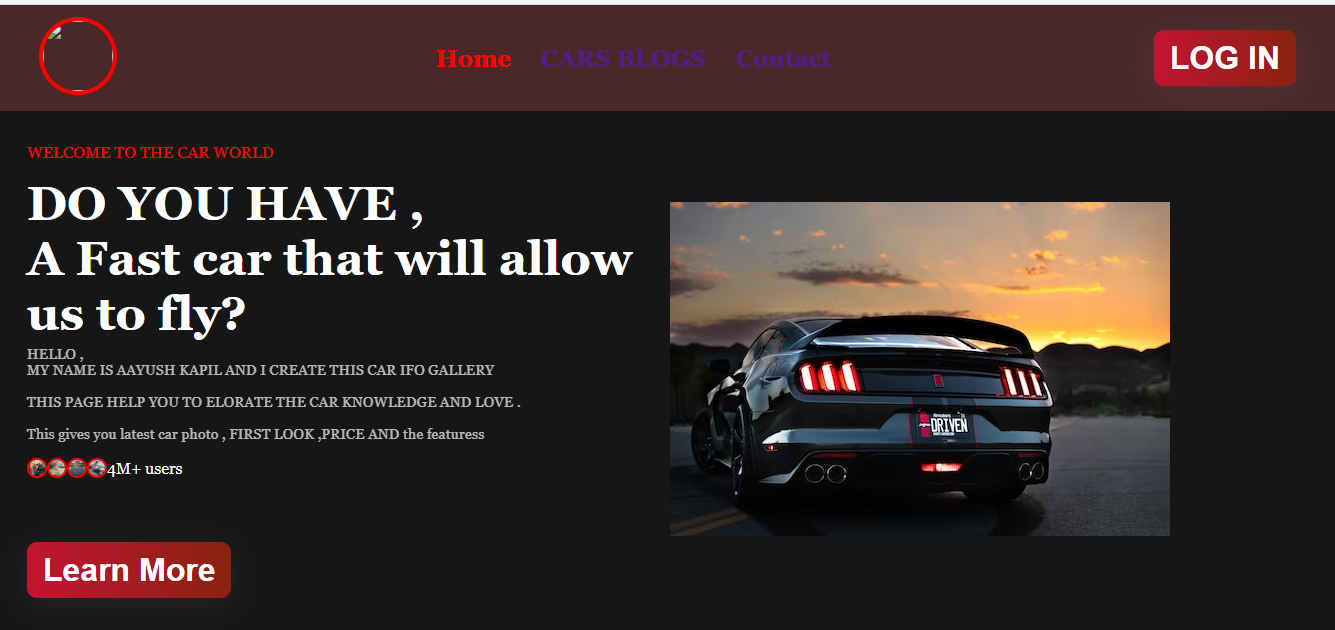 Home CARS BLOGS Contact LOG IN
WELCOME TO THE CAR WORLD
DO YOU HAVE ,
A Fast car that will allow
us to fly?
HELLO ,
MY NAME IS AAYUSH KAPIL AND I CREATE THIS CAR IFO GALLERY
THIS PAGE HELP YOU TO ELORATE THE CAR KNOWLEDGE AND LOVE .
This gives you latest car photo , FIRST LOOK ,PRICE AND the featuress
4M+ users
Learn More
DRIVEN